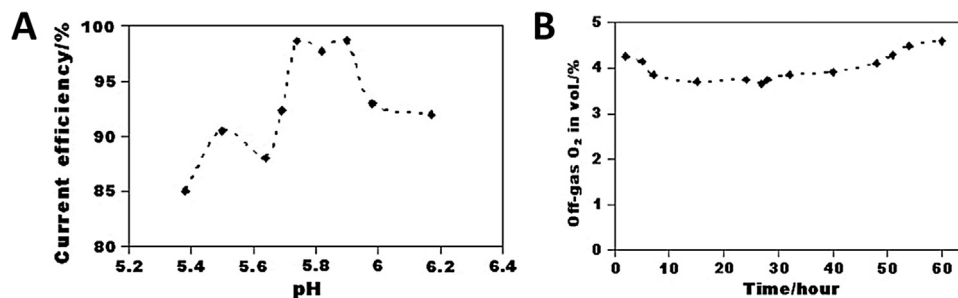 A
Current efficiency/%
100
95
90
85
80
5.2 5.4 5.6 5.8 6 6.2 6.4
pH
B
Off-gas O₂ in vol./%
5
4
3
2
1
0
0 10 20 30 40 50 60
Time/hour